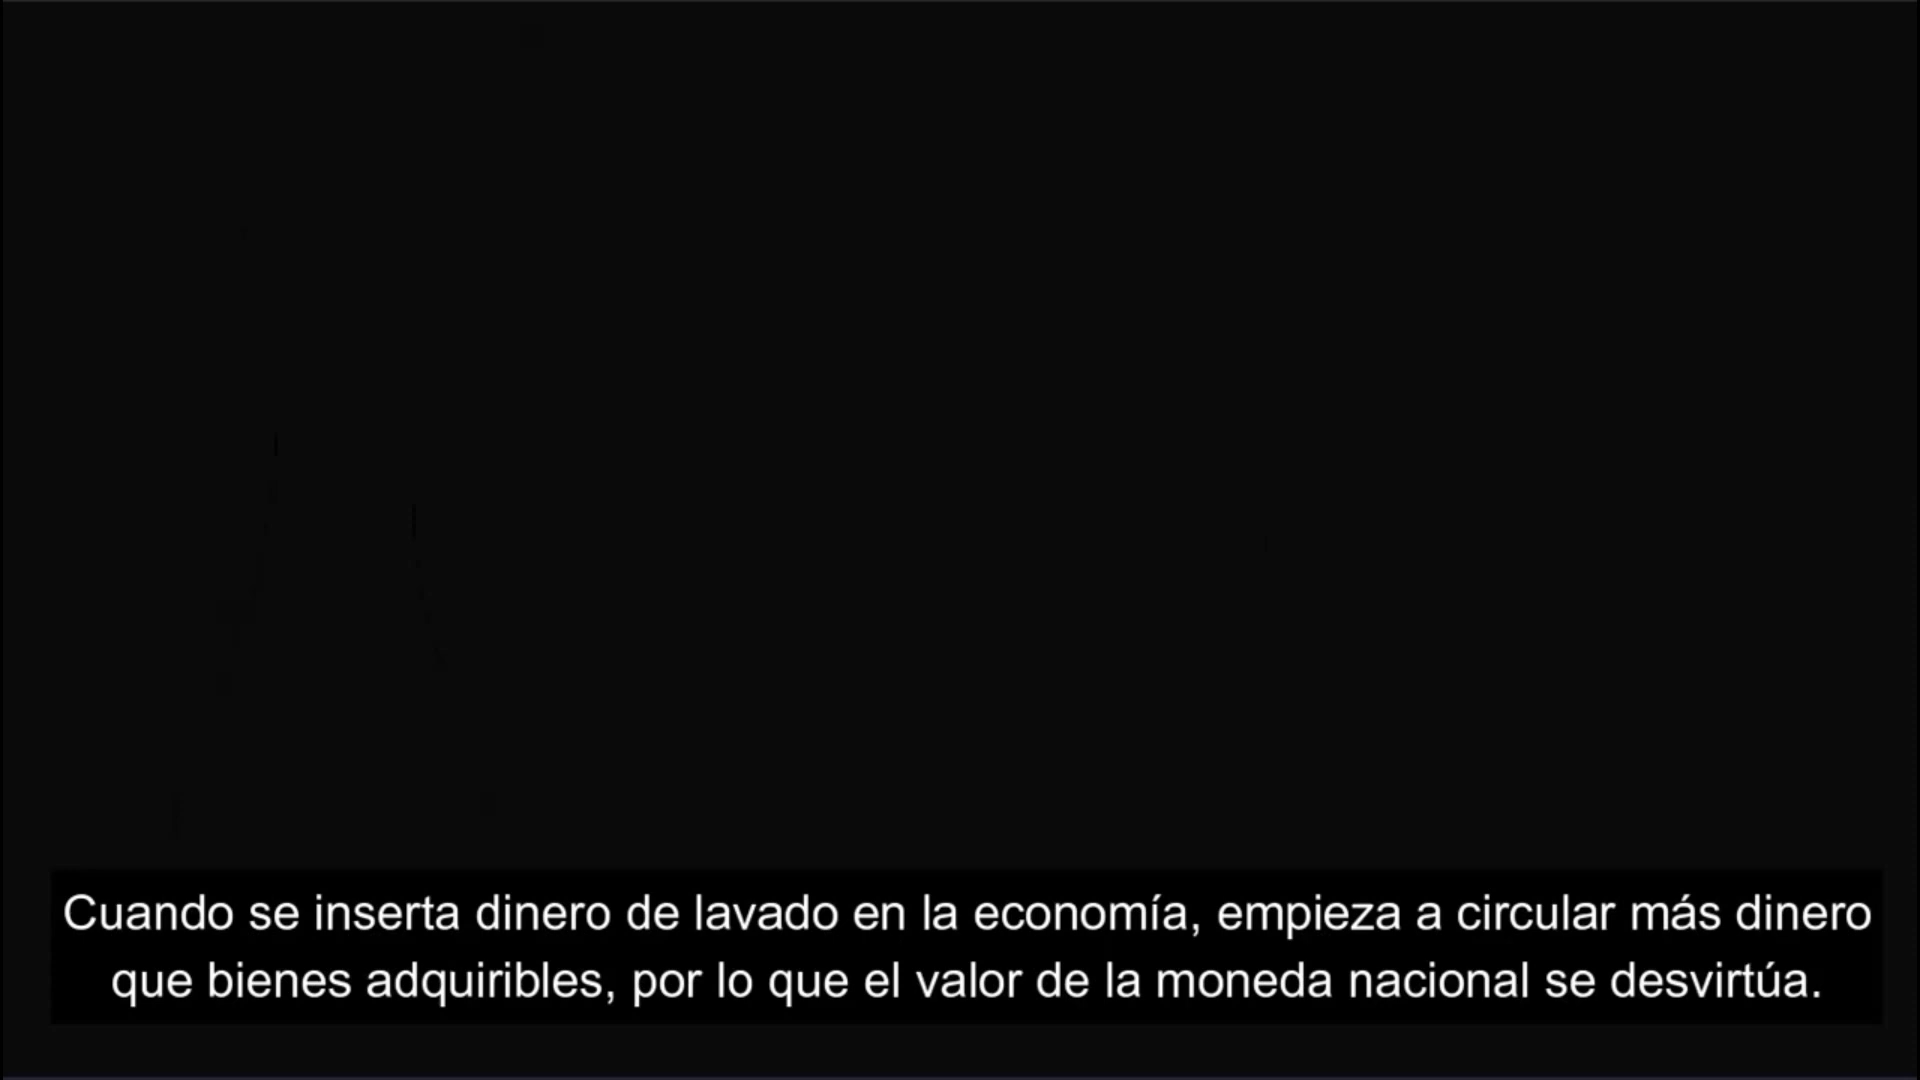 Cuando se inserta dinero de lavado en la economía, empieza a circular más dinero
que bienes adquiribles, por lo que el valor de la moneda nacional se desvirtúa.